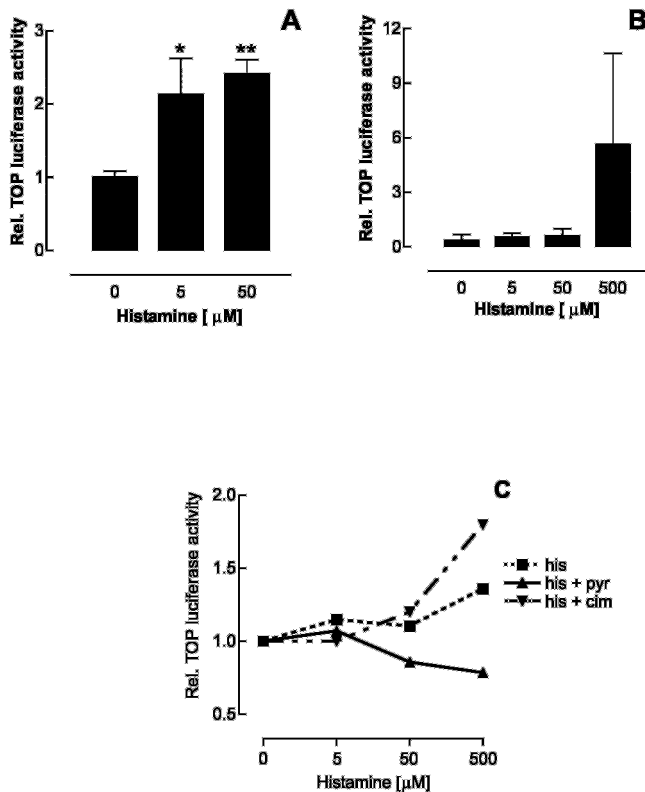 A
Rel. TOP luciferase activity
3
2
1
0
*
**
0 5 50
Histamine [ μM]
B
Rel. TOP luciferase activity
12
9
6
3
0
0 5 50 500
Histamine [ μM]
C
Rel. TOP luciferase activity
2.0
1.5
1.0
0.5
0 5 50 500
Histamine [μM]
his
his + pyr
his + cim